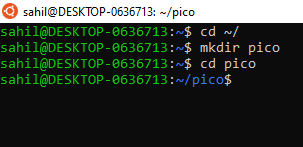 sahil@DESKTOP-0636713: ~/pico
sahil@DESKTOP-0636713:~$ cd ~/
sahil@DESKTOP-0636713:~$ mkdir pico
sahil@DESKTOP-0636713:~$ cd pico
sahil@DESKTOP-0636713:~/pico$